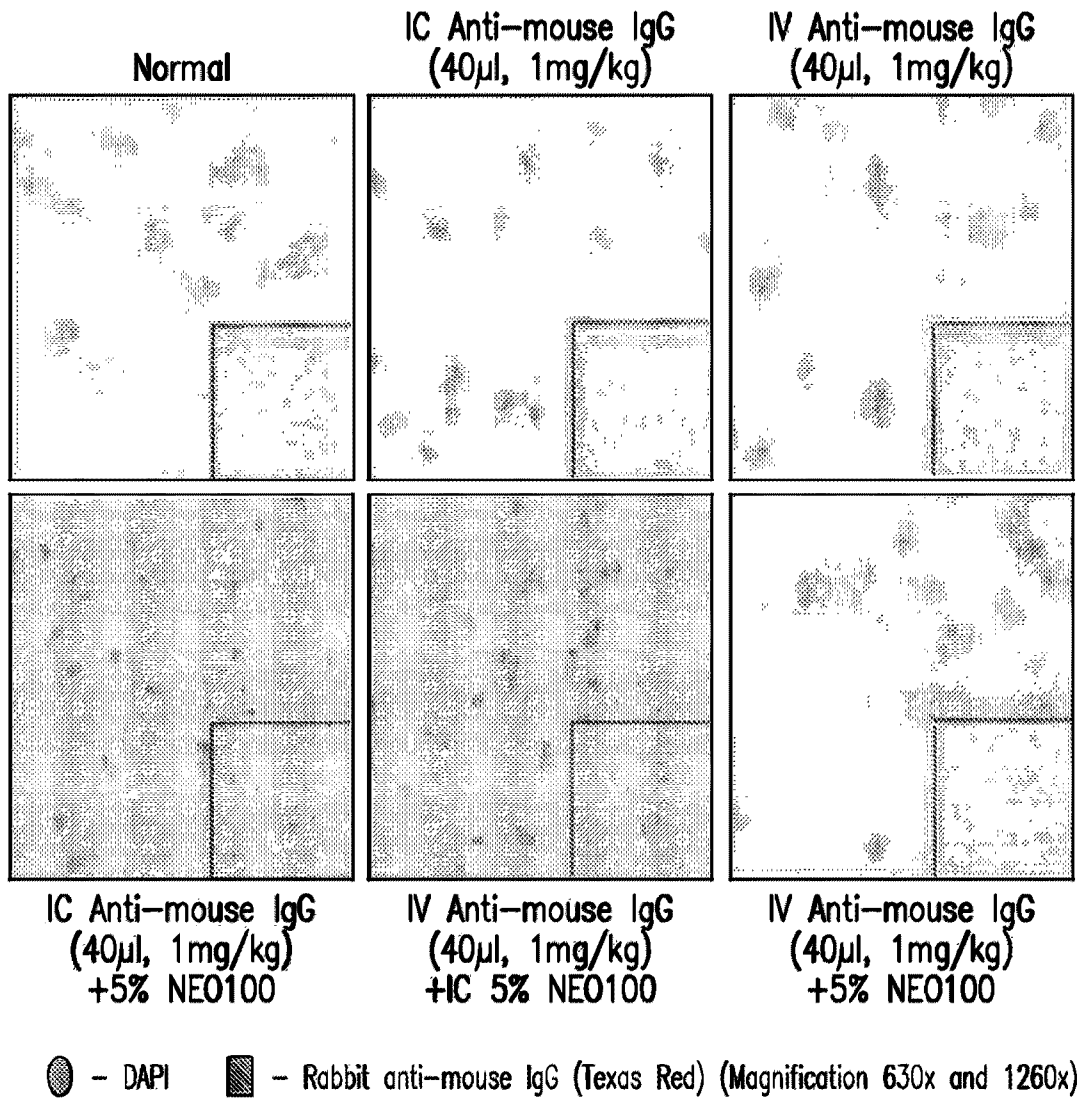 Normal
IC Anti-mouse IgG
(40µl, 1mg/kg)
IV Anti-mouse IgG
(40µl, 1mg/kg)
IC Anti-mouse IgG
(40µl, 1mg/kg)
+5% NEO100
IV Anti-mouse IgG
(40µl, 1mg/kg)
+IC 5% NEO100
IV Anti-mouse IgG
(40µl, 1mg/kg)
+5% NEO100
– DAPI – Rabbit anti-mouse IgG (Texas Red) (Magnification 630x and 1260x)